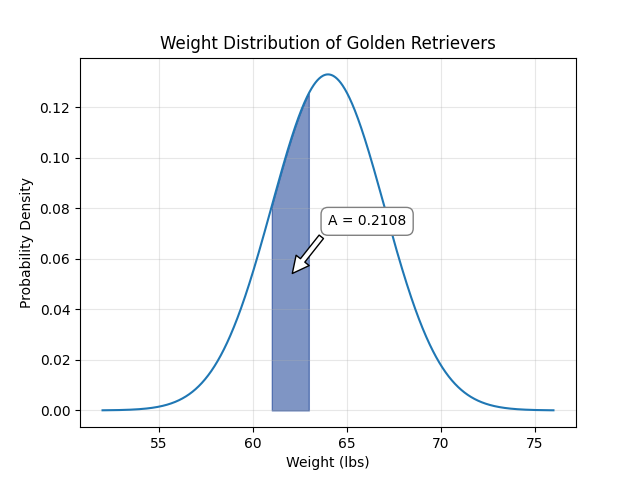 Weight Distribution of Golden Retrievers
Probability Density
0.12
0.10
0.08
0.06
0.04
0.02
0.00
A = 0.2108
55 60 65 70 75
Weight (lbs)